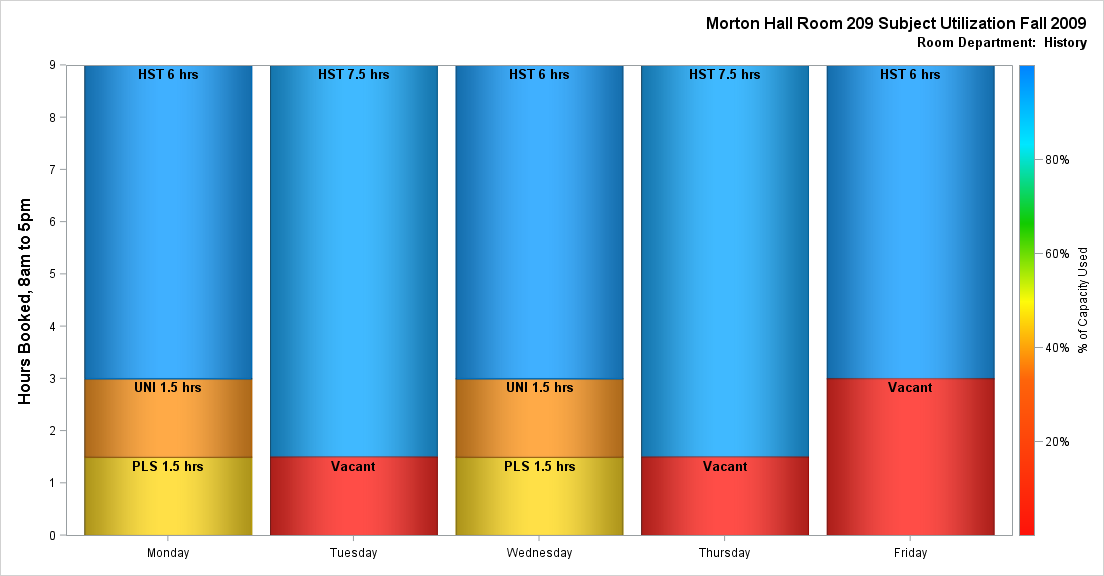 Morton Hall Room 209 Subject Utilization Fall 2009
Room Department:  History
Hours Booked, 8am to 5pm
9
8
7
6
5
4
3
2
1
0
HST 6 hrs
UNI 1.5 hrs
PLS 1.5 hrs
HST 7.5 hrs
Vacant
HST 6 hrs
UNI 1.5 hrs
PLS 1.5 hrs
HST 7.5 hrs
Vacant
HST 6 hrs
Vacant
Monday
Tuesday
Wednesday
Thursday
Friday
80%
60%
40%
20%
% of Capacity Used